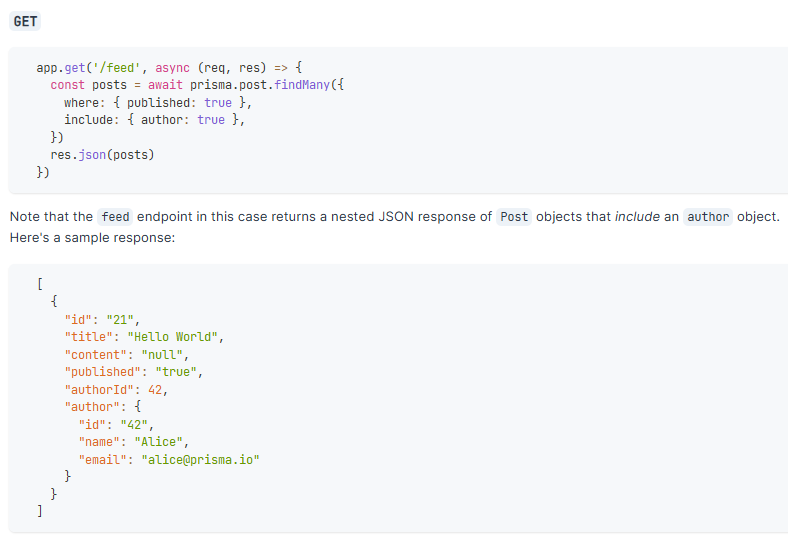 GET
app.get('/feed', async (req, res) => {
  const posts = await prisma.post.findMany({
    where: { published: true },
    include: { author: true },
  })
  res.json(posts)
})
Note that the feed endpoint in this case returns a nested JSON response of Post objects that include an author object.
Here's a sample response:
[
  {
    "id": "21",
    "title": "Hello World",
    "content": "null",
    "published": "true",
    "authorId": 42,
    "author": {
      "id": "42",
      "name": "Alice",
      "email": "alice@prisma.io"
    }
  }
]